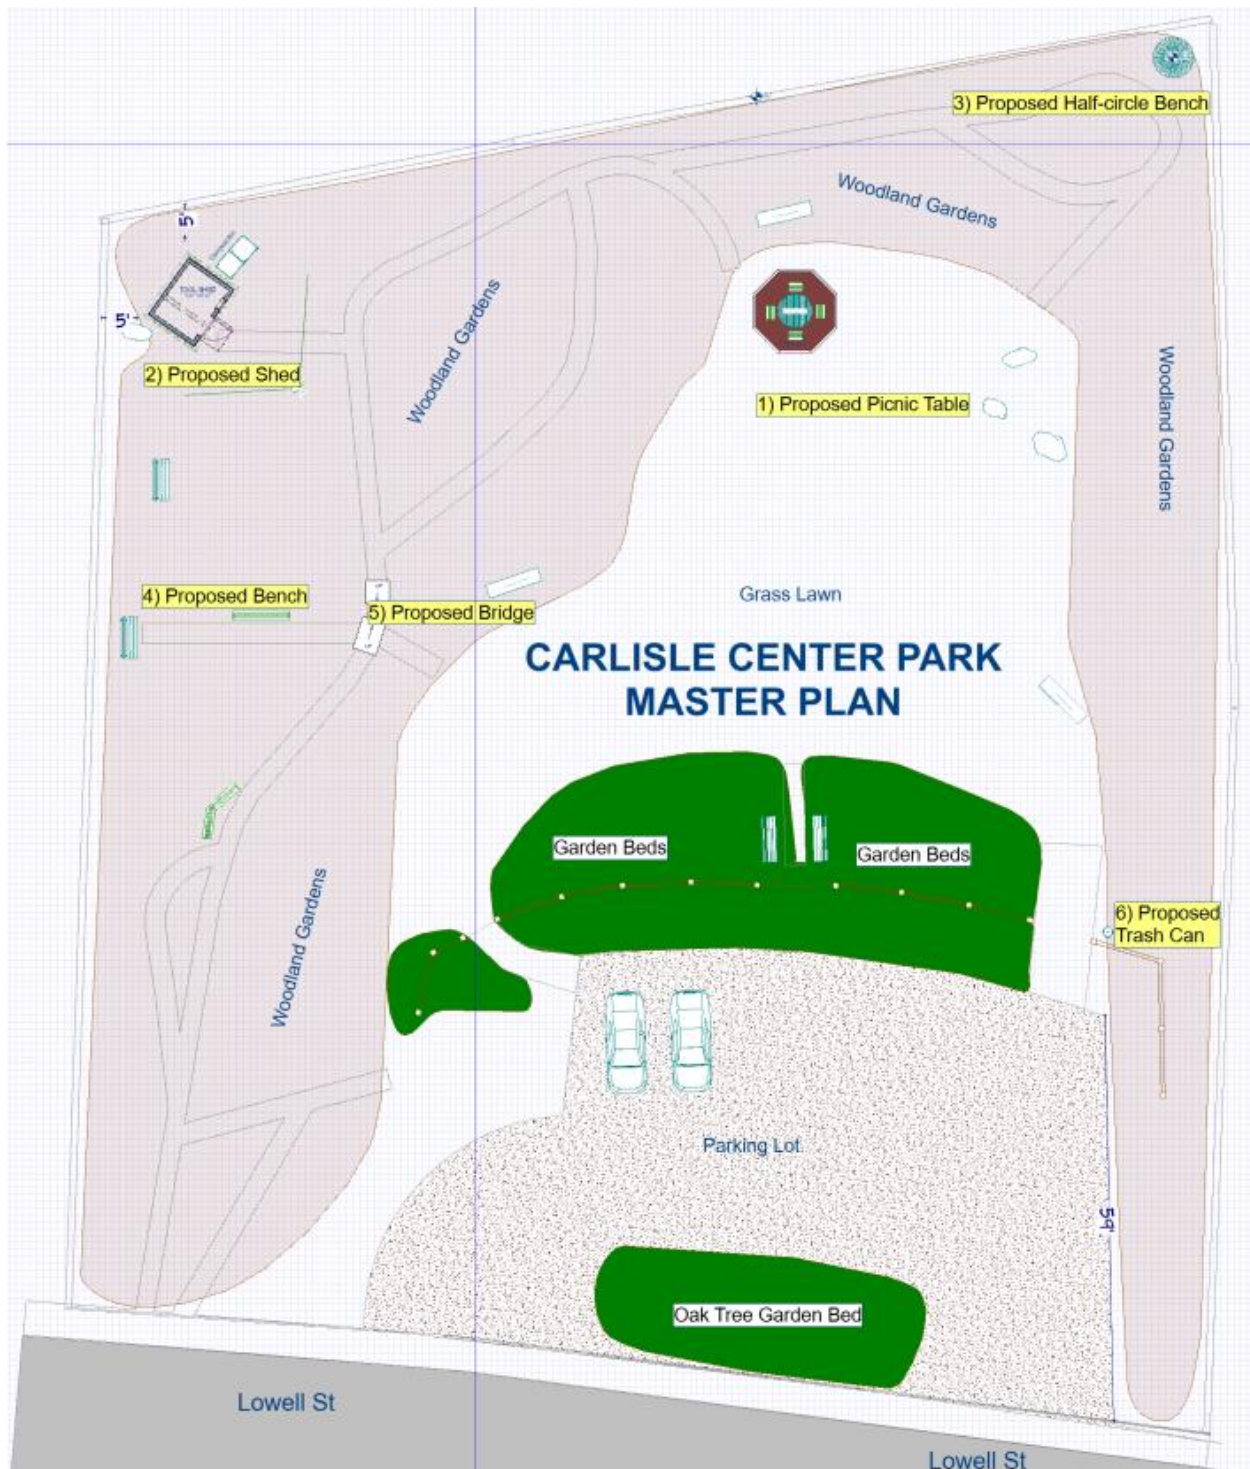 3) Proposed Half-circle Bench
Woodland Gardens
5'
TOOL SHED
5'
2) Proposed Shed
Woodland Gardens
1) Proposed Picnic Table
Woodland Gardens
4) Proposed Bench
5) Proposed Bridge
Grass Lawn
CARLISLE CENTER PARK
MASTER PLAN
Garden Beds
Garden Beds
6) Proposed
Trash Can
Woodland Gardens
Parking Lot
59'
Oak Tree Garden Bed
Lowell St
Lowell St